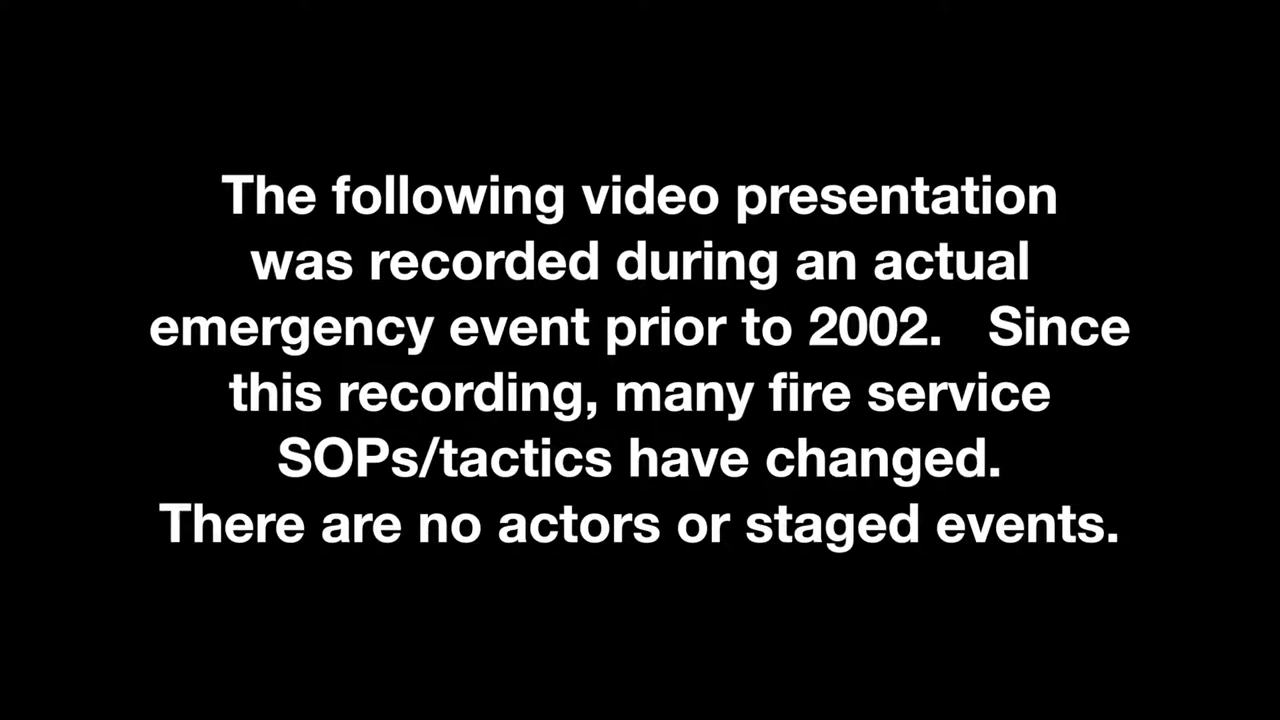 The following video presentation
was recorded during an actual
emergency event prior to 2002.   Since
this recording, many fire service
SOPs/tactics have changed.
There are no actors or staged events.